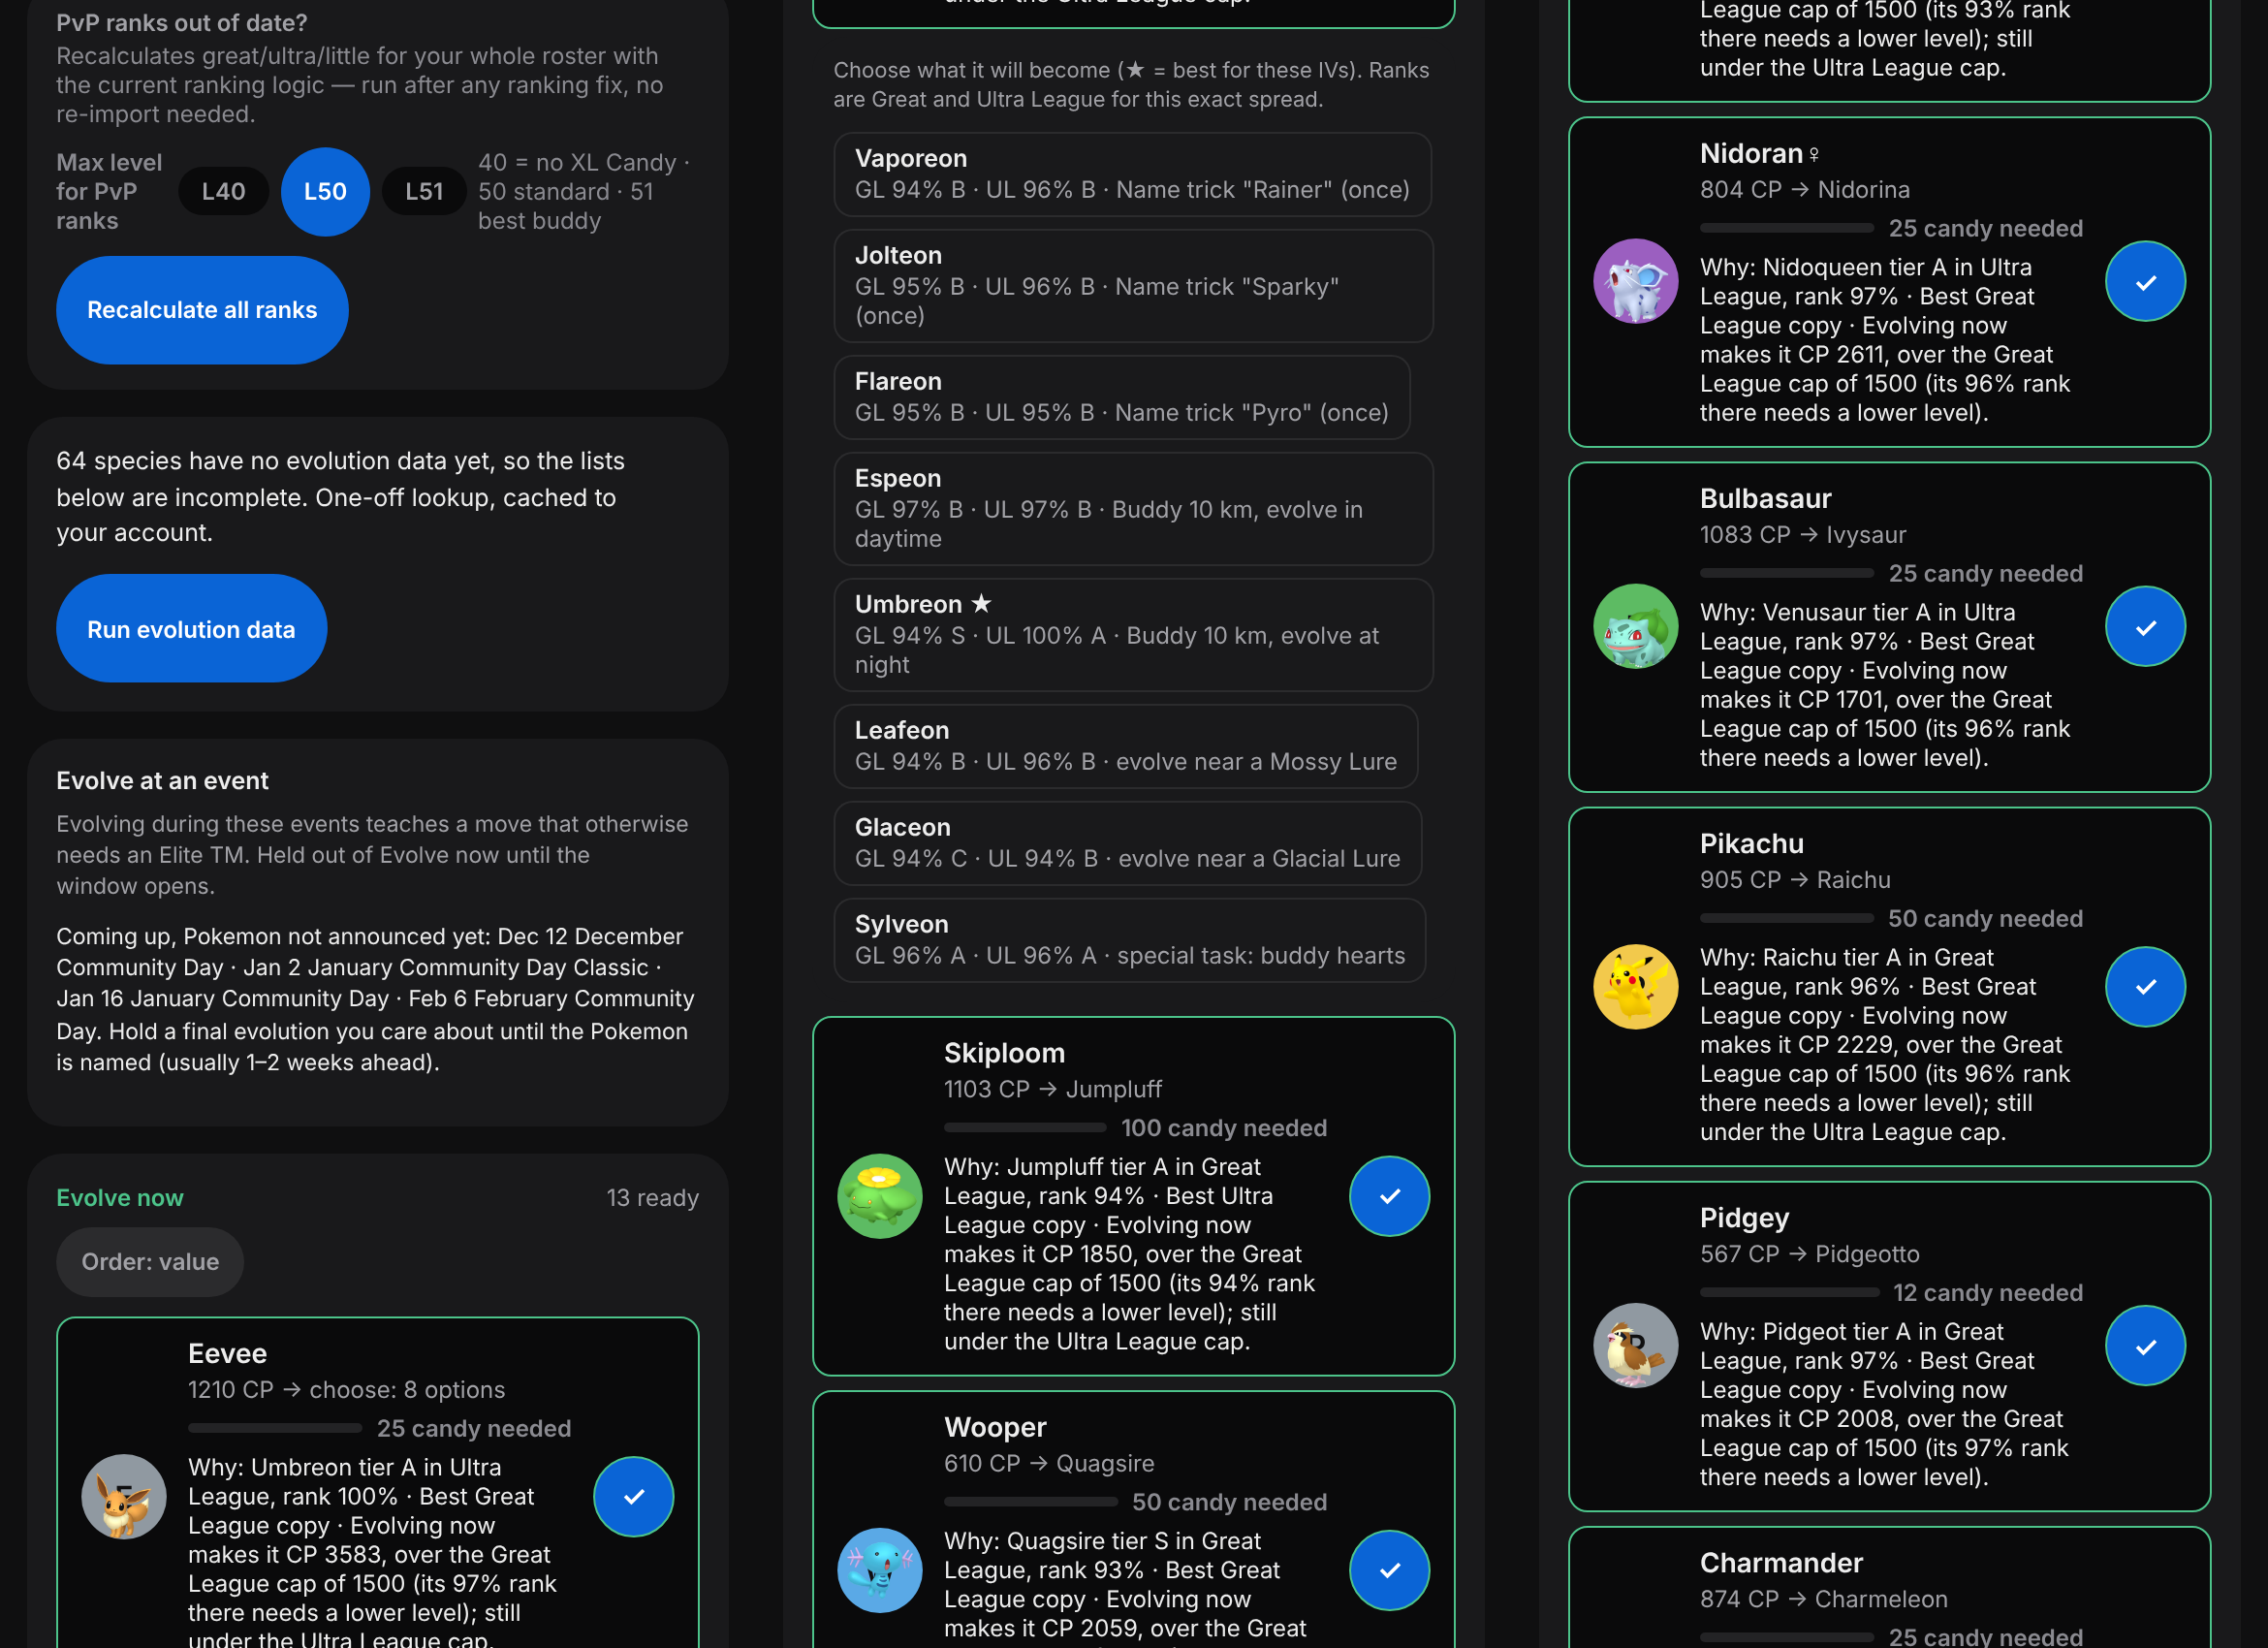 PvP ranks out of date?
Recalculates great/ultra/little for your whole roster with
the current ranking logic — run after any ranking fix, no
re-import needed.
Max level
for PvP
ranks
L40
L50
L51
40 = no XL Candy ·
50 standard · 51
best buddy
Recalculate all ranks
64 species have no evolution data yet, so the lists
below are incomplete. One-off lookup, cached to
your account.
Run evolution data
Evolve at an event
Evolving during these events teaches a move that otherwise
needs an Elite TM. Held out of Evolve now until the
window opens.
Coming up, Pokemon not announced yet: Dec 12 December
Community Day · Jan 2 January Community Day Classic ·
Jan 16 January Community Day · Feb 6 February Community
Day. Hold a final evolution you care about until the Pokemon
is named (usually 1–2 weeks ahead).
Evolve now
13 ready
Order: value
Eevee
1210 CP → choose: 8 options
25 candy needed
Why: Umbreon tier A in Ultra
League, rank 100% · Best Great
League copy · Evolving now
makes it CP 3583, over the Great
League cap of 1500 (its 97% rank
there needs a lower level); still
under the Ultra League cap.
under the Ultra League cap.
Choose what it will become (★ = best for these IVs). Ranks
are Great and Ultra League for this exact spread.
Vaporeon
GL 94% B · UL 96% B · Name trick "Rainer" (once)
Jolteon
GL 95% B · UL 96% B · Name trick "Sparky"
(once)
Flareon
GL 95% B · UL 95% B · Name trick "Pyro" (once)
Espeon
GL 97% B · UL 97% B · Buddy 10 km, evolve in
daytime
Umbreon ★
GL 94% S · UL 100% A · Buddy 10 km, evolve at
night
Leafeon
GL 94% B · UL 96% B · evolve near a Mossy Lure
Glaceon
GL 94% C · UL 94% B · evolve near a Glacial Lure
Sylveon
GL 96% A · UL 96% A · special task: buddy hearts
Skiploom
1103 CP → Jumpluff
100 candy needed
Why: Jumpluff tier A in Great
League, rank 94% · Best Ultra
League copy · Evolving now
makes it CP 1850, over the Great
League cap of 1500 (its 94% rank
there needs a lower level); still
under the Ultra League cap.
Wooper
610 CP → Quagsire
50 candy needed
Why: Quagsire tier S in Great
League, rank 93% · Best Great
League copy · Evolving now
makes it CP 2059, over the Great
League cap of 1500 (its 93% rank
there needs a lower level); still
under the Ultra League cap.
Nidoran♀
804 CP → Nidorina
25 candy needed
Why: Nidoqueen tier A in Ultra
League, rank 97% · Best Great
League copy · Evolving now
makes it CP 2611, over the Great
League cap of 1500 (its 96% rank
there needs a lower level).
Bulbasaur
1083 CP → Ivysaur
25 candy needed
Why: Venusaur tier A in Ultra
League, rank 97% · Best Great
League copy · Evolving now
makes it CP 1701, over the Great
League cap of 1500 (its 96% rank
there needs a lower level).
Pikachu
905 CP → Raichu
50 candy needed
Why: Raichu tier A in Great
League, rank 96% · Best Great
League copy · Evolving now
makes it CP 2229, over the Great
League cap of 1500 (its 96% rank
there needs a lower level); still
under the Ultra League cap.
Pidgey
567 CP → Pidgeotto
12 candy needed
Why: Pidgeot tier A in Great
League, rank 97% · Best Great
League copy · Evolving now
makes it CP 2008, over the Great
League cap of 1500 (its 97% rank
there needs a lower level).
Charmander
874 CP → Charmeleon
25 candy needed